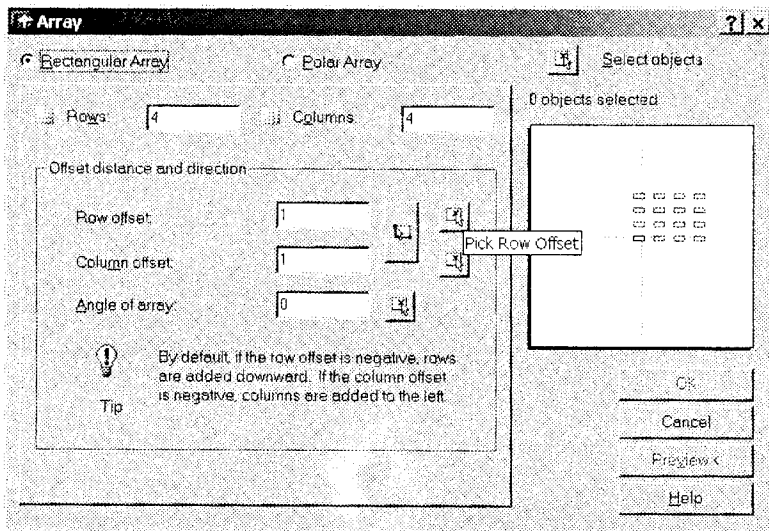 Array
? ×
Rectangular Array
Polar Array
Select objects
Rows:
4
Columns:
4
0 objects selected
Offset distance and direction
Row offset:
1
Pick Row Offset
Column offset:
1
Angle of array:
0
By default, if the row offset is negative, rows
are added downward. If the column offset
is negative, columns are added to the left.
Tip
OK
Cancel
Preview <
Help